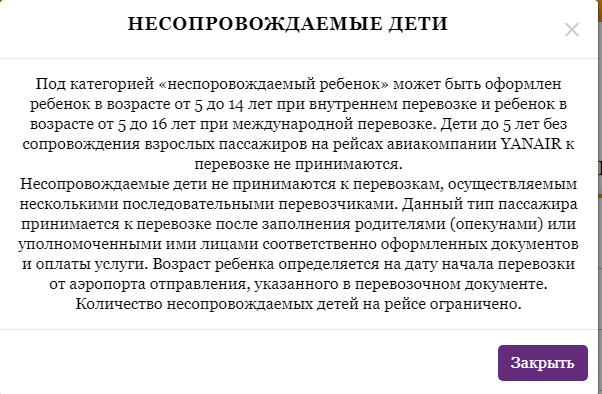 НЕСОПРОВОЖДАЕМЫЕ ДЕТИ
×
Под категорией «неспоровождаемый ребенок» может быть оформлен
ребенок в возрасте от 5 до 14 лет при внутреннем перевозке и ребенок в
возрасте от 5 до 16 лет при международной перевозке. Дети до 5 лет без
сопровождения взрослых пассажиров на рейсах авиакомпании YANAIR к
перевозке не принимаются.
Несопровождаемые дети не принимаются к перевозкам, осуществляемым
несколькими последовательными перевозчиками. Данный тип пассажира
принимается к перевозке после заполнения родителями (опекунами) или
уполномоченными ими лицами соответственно оформленных документов
и оплаты услуги. Возраст ребенка определяется на дату начала перевозки
от аэропорта отправления, указанного в перевозочном документе.
Количество несопровождаемых детей на рейсе ограничено.
Закрыть